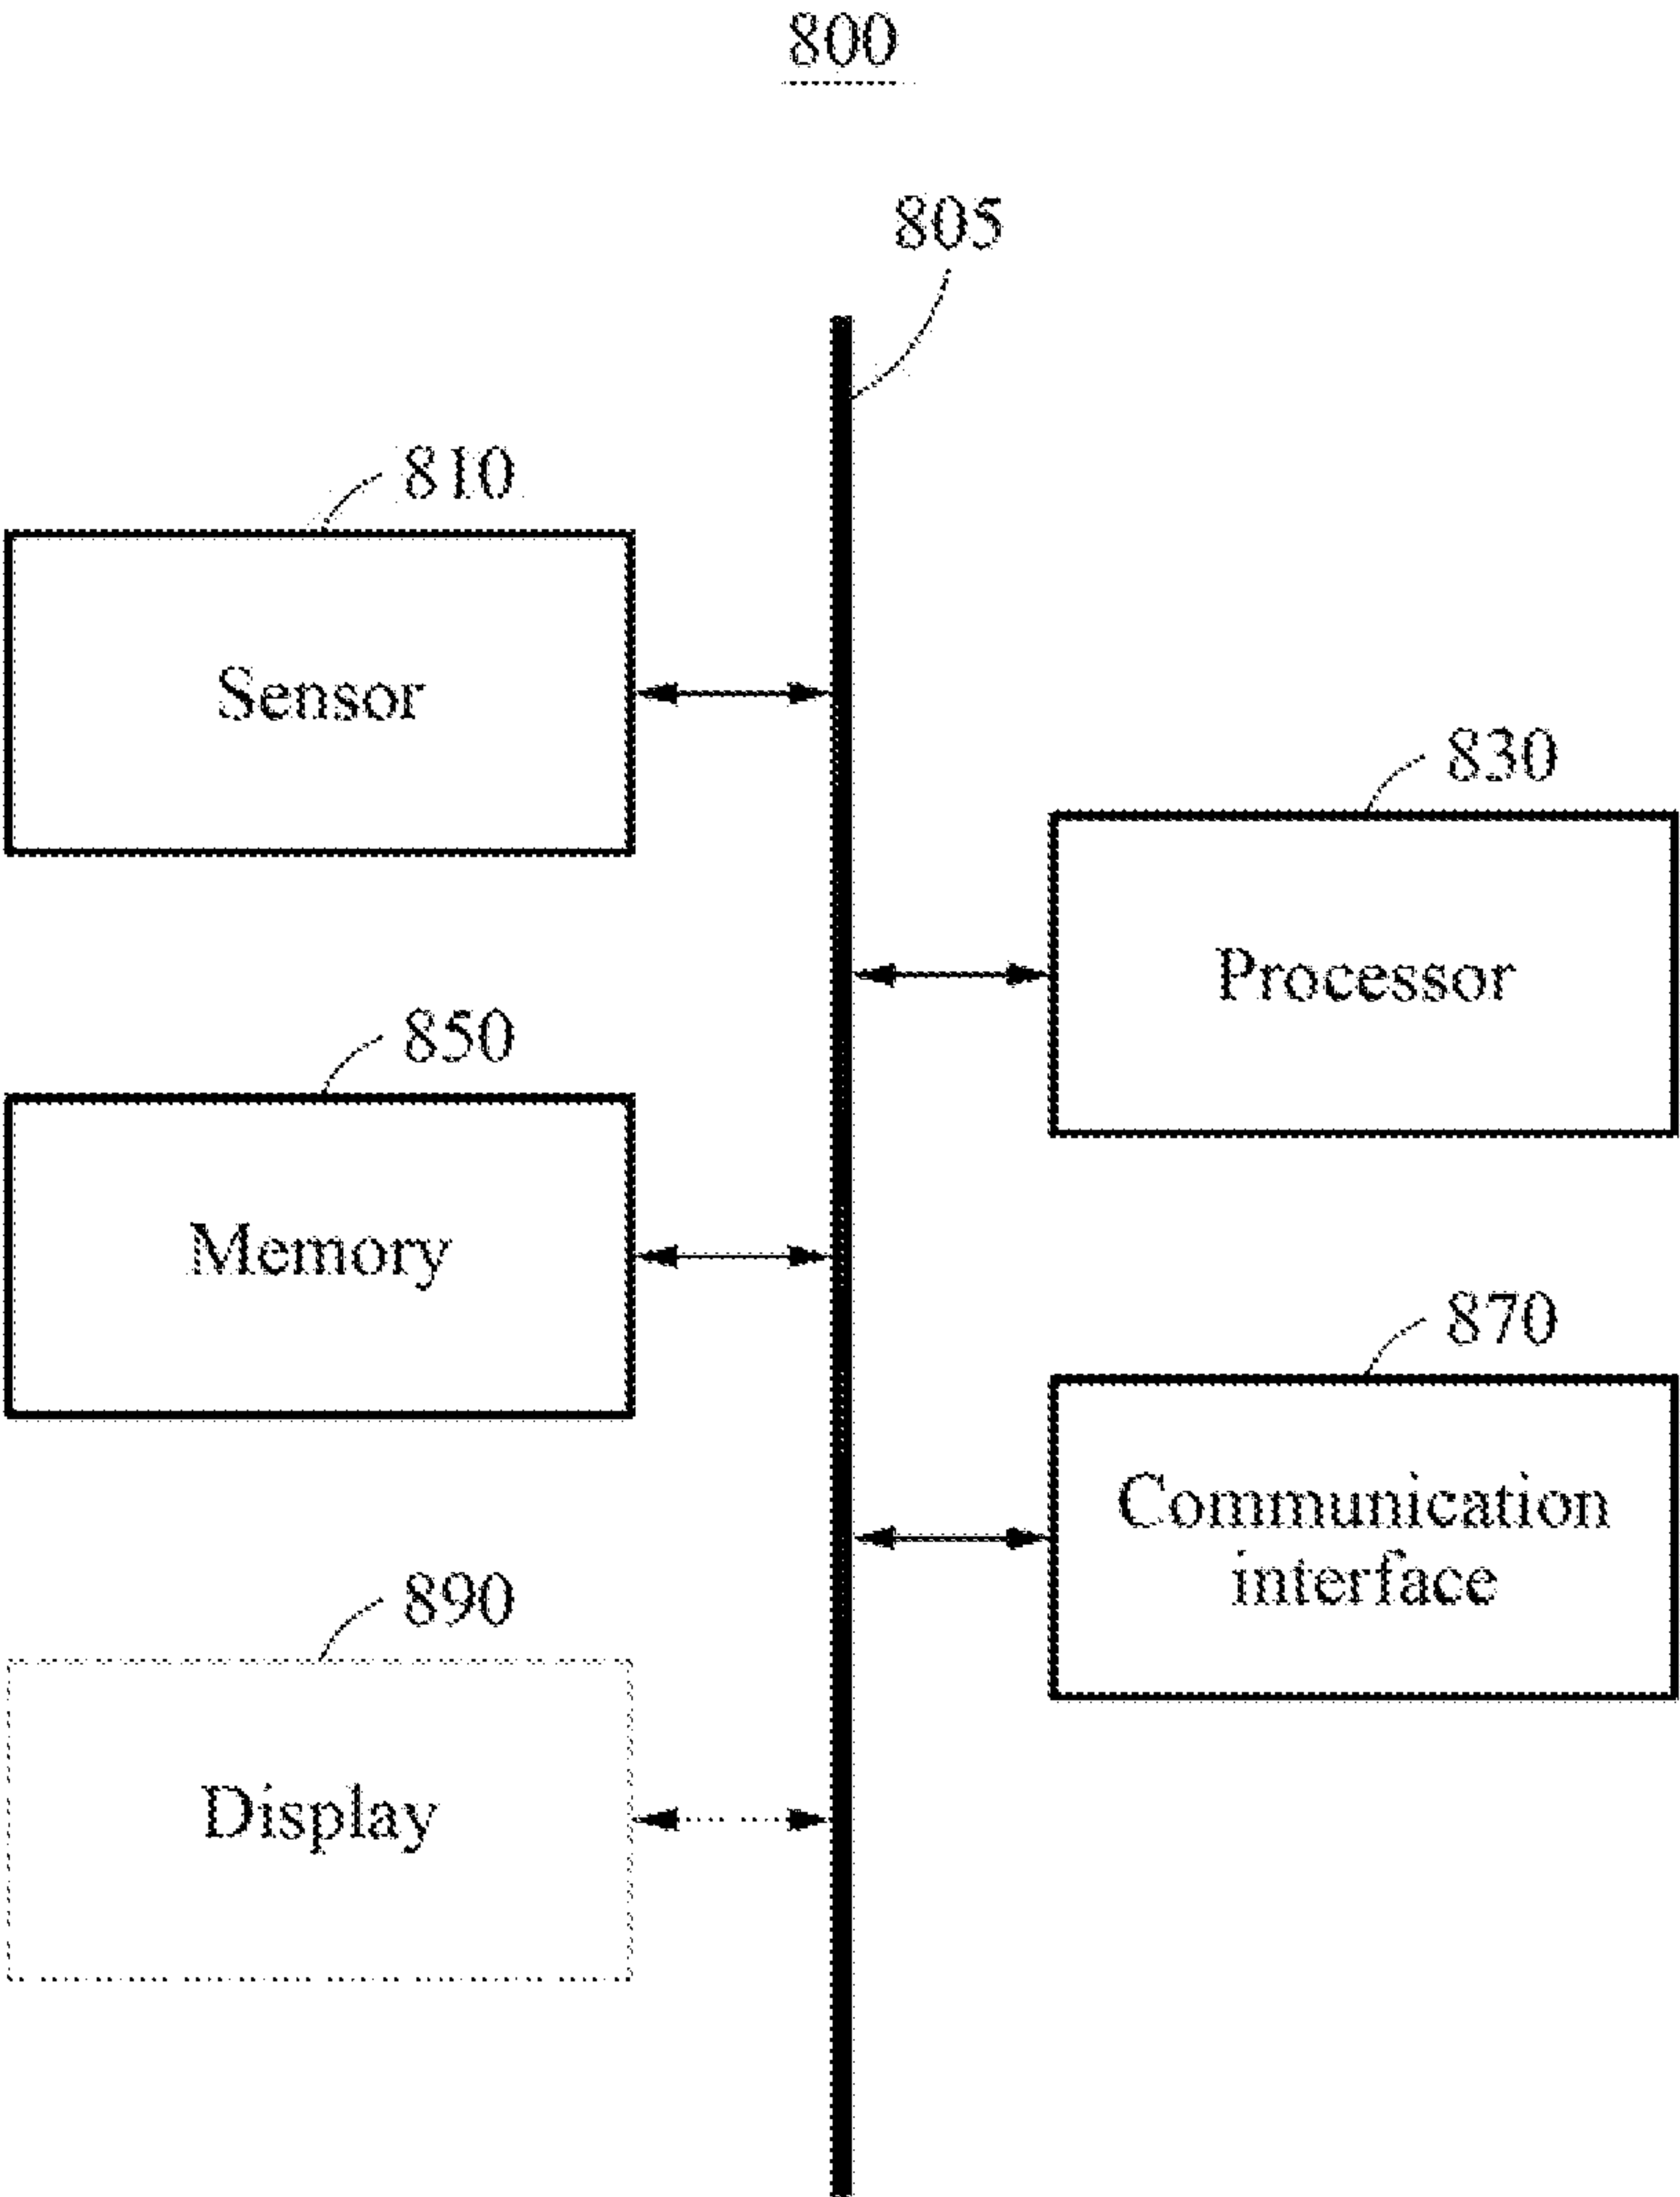 800
805
810
Sensor
830
Processor
850
Memory
870
Communication
interface
890
Display